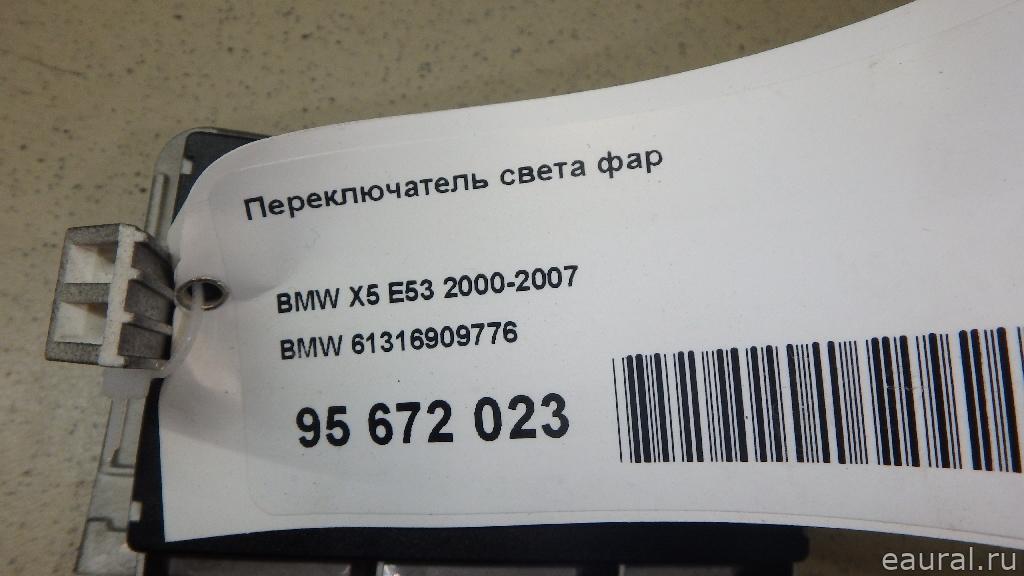 Переключатель света фар
BMW X5 E53 2000-2007
BMW 61316909776
95 672 023
eaural.ru